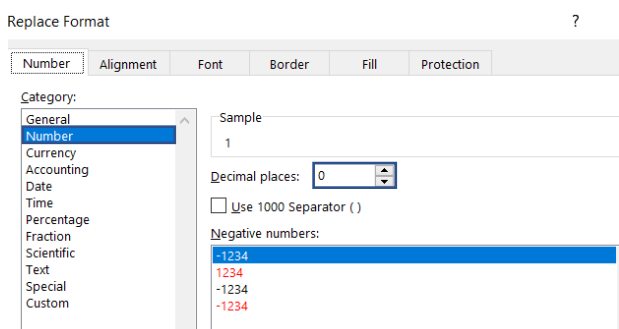 Replace Format ?
Number Alignment Font Border Fill Protection
Category:
General
Number
Currency
Accounting
Date
Time
Percentage
Fraction
Scientific
Text
Special
Custom
Sample
1
Decimal places: 0
Use 1000 Separator ( )
Negative numbers:
-1234
1234
-1234
-1234